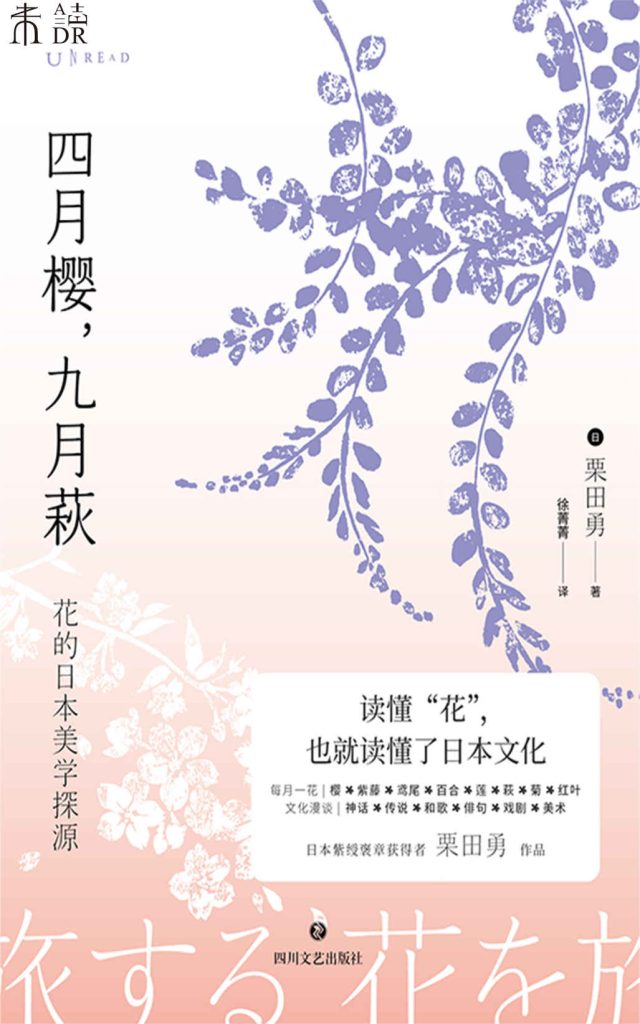 未读
UNREAD
四月樱，九月萩
花的日本美学探源
日
栗田勇
著
徐菁菁
译
读懂“花”，
也就读懂了日本文化
每月一花｜樱✖紫藤✖鸢尾✖百合✖莲✖萩✖菊✖红叶
文化漫谈｜神话✖传说✖和歌✖俳句✖戏剧✖美术
日本紫绶褒章获得者 栗田勇 作品
四川文艺出版社
旅する 花を旅